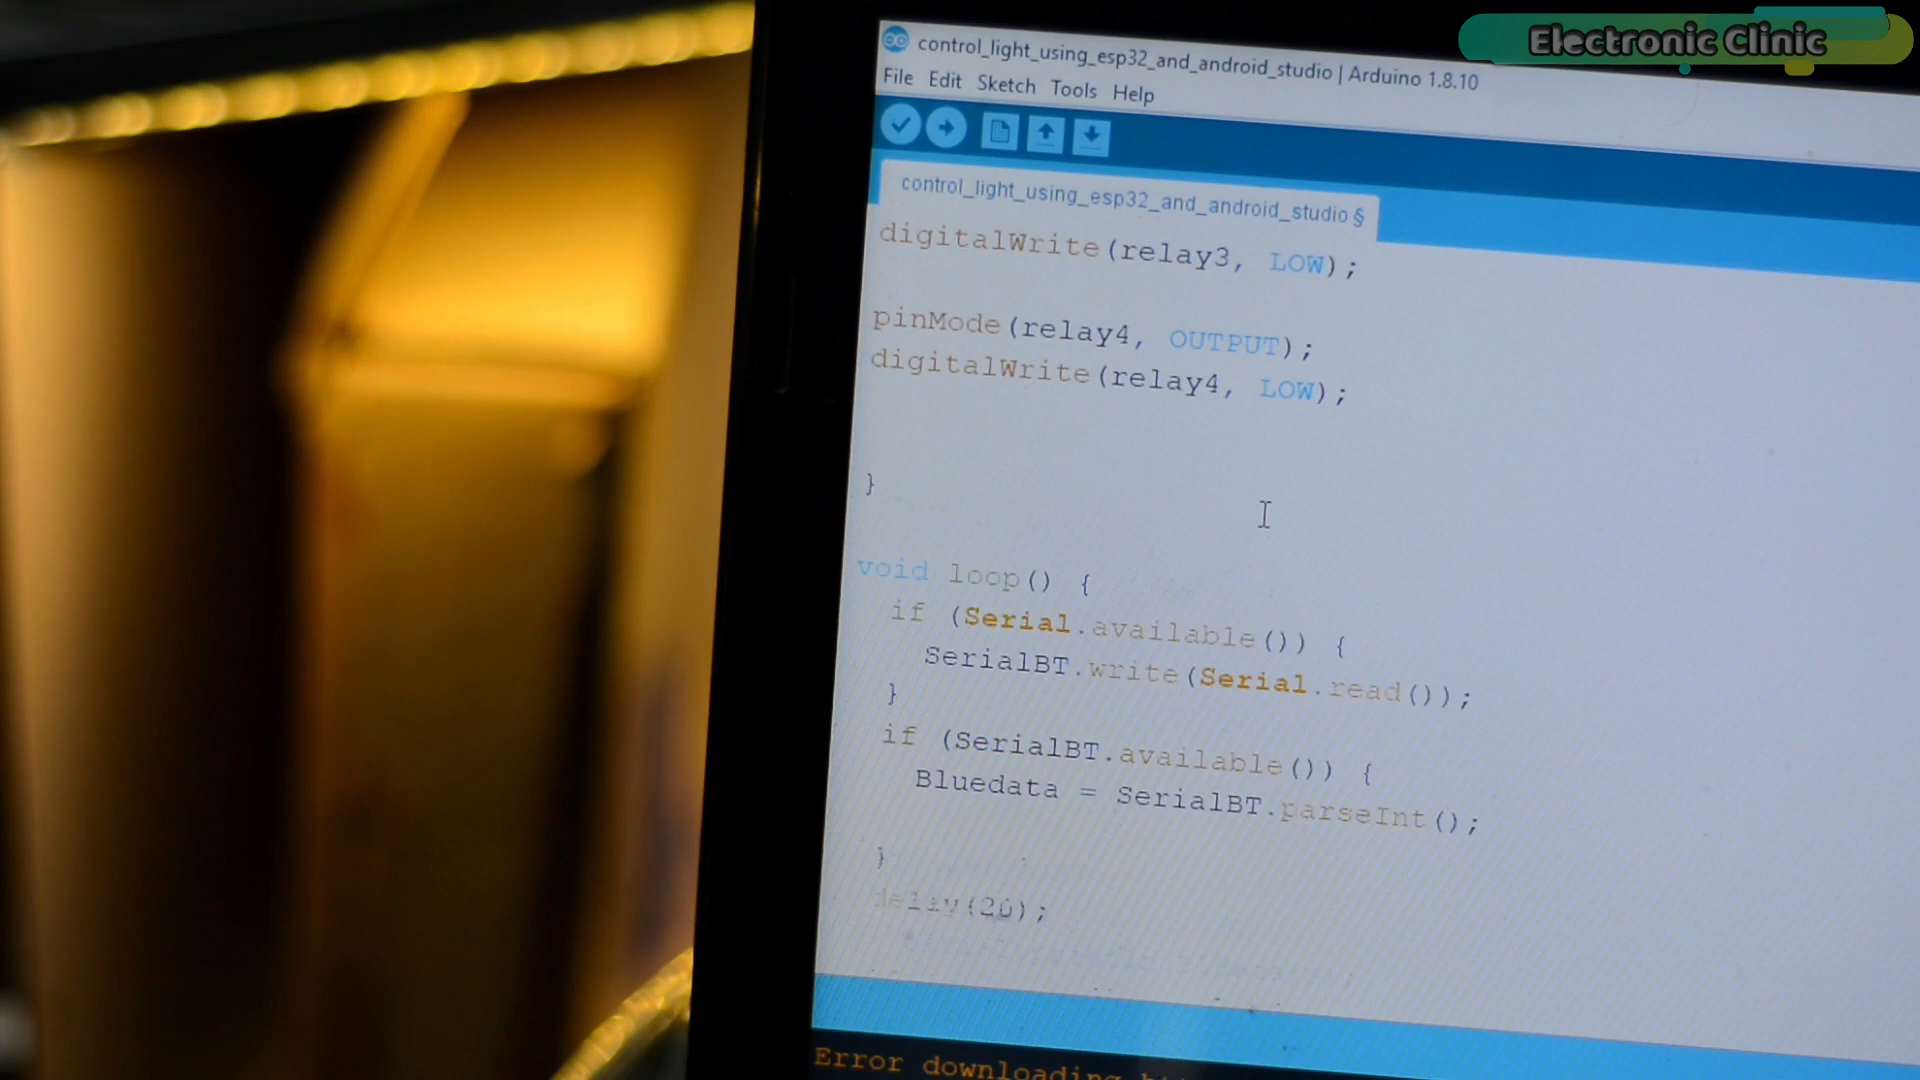 Electronic Clinic
control_light_using_esp32_and_android_studio | Arduino 1.8.10
File Edit Sketch Tools Help
control_light_using_esp32_and_android_studio §
digitalWrite(relay3, LOW);
pinMode(relay4, OUTPUT);
digitalWrite(relay4, LOW);
}
void loop() {
if (Serial.available()) {
SerialBT.write(Serial.read());
}
if (SerialBT.available()) {
Bluedata = SerialBT.parseInt();
}
delay(20);
Error downloading